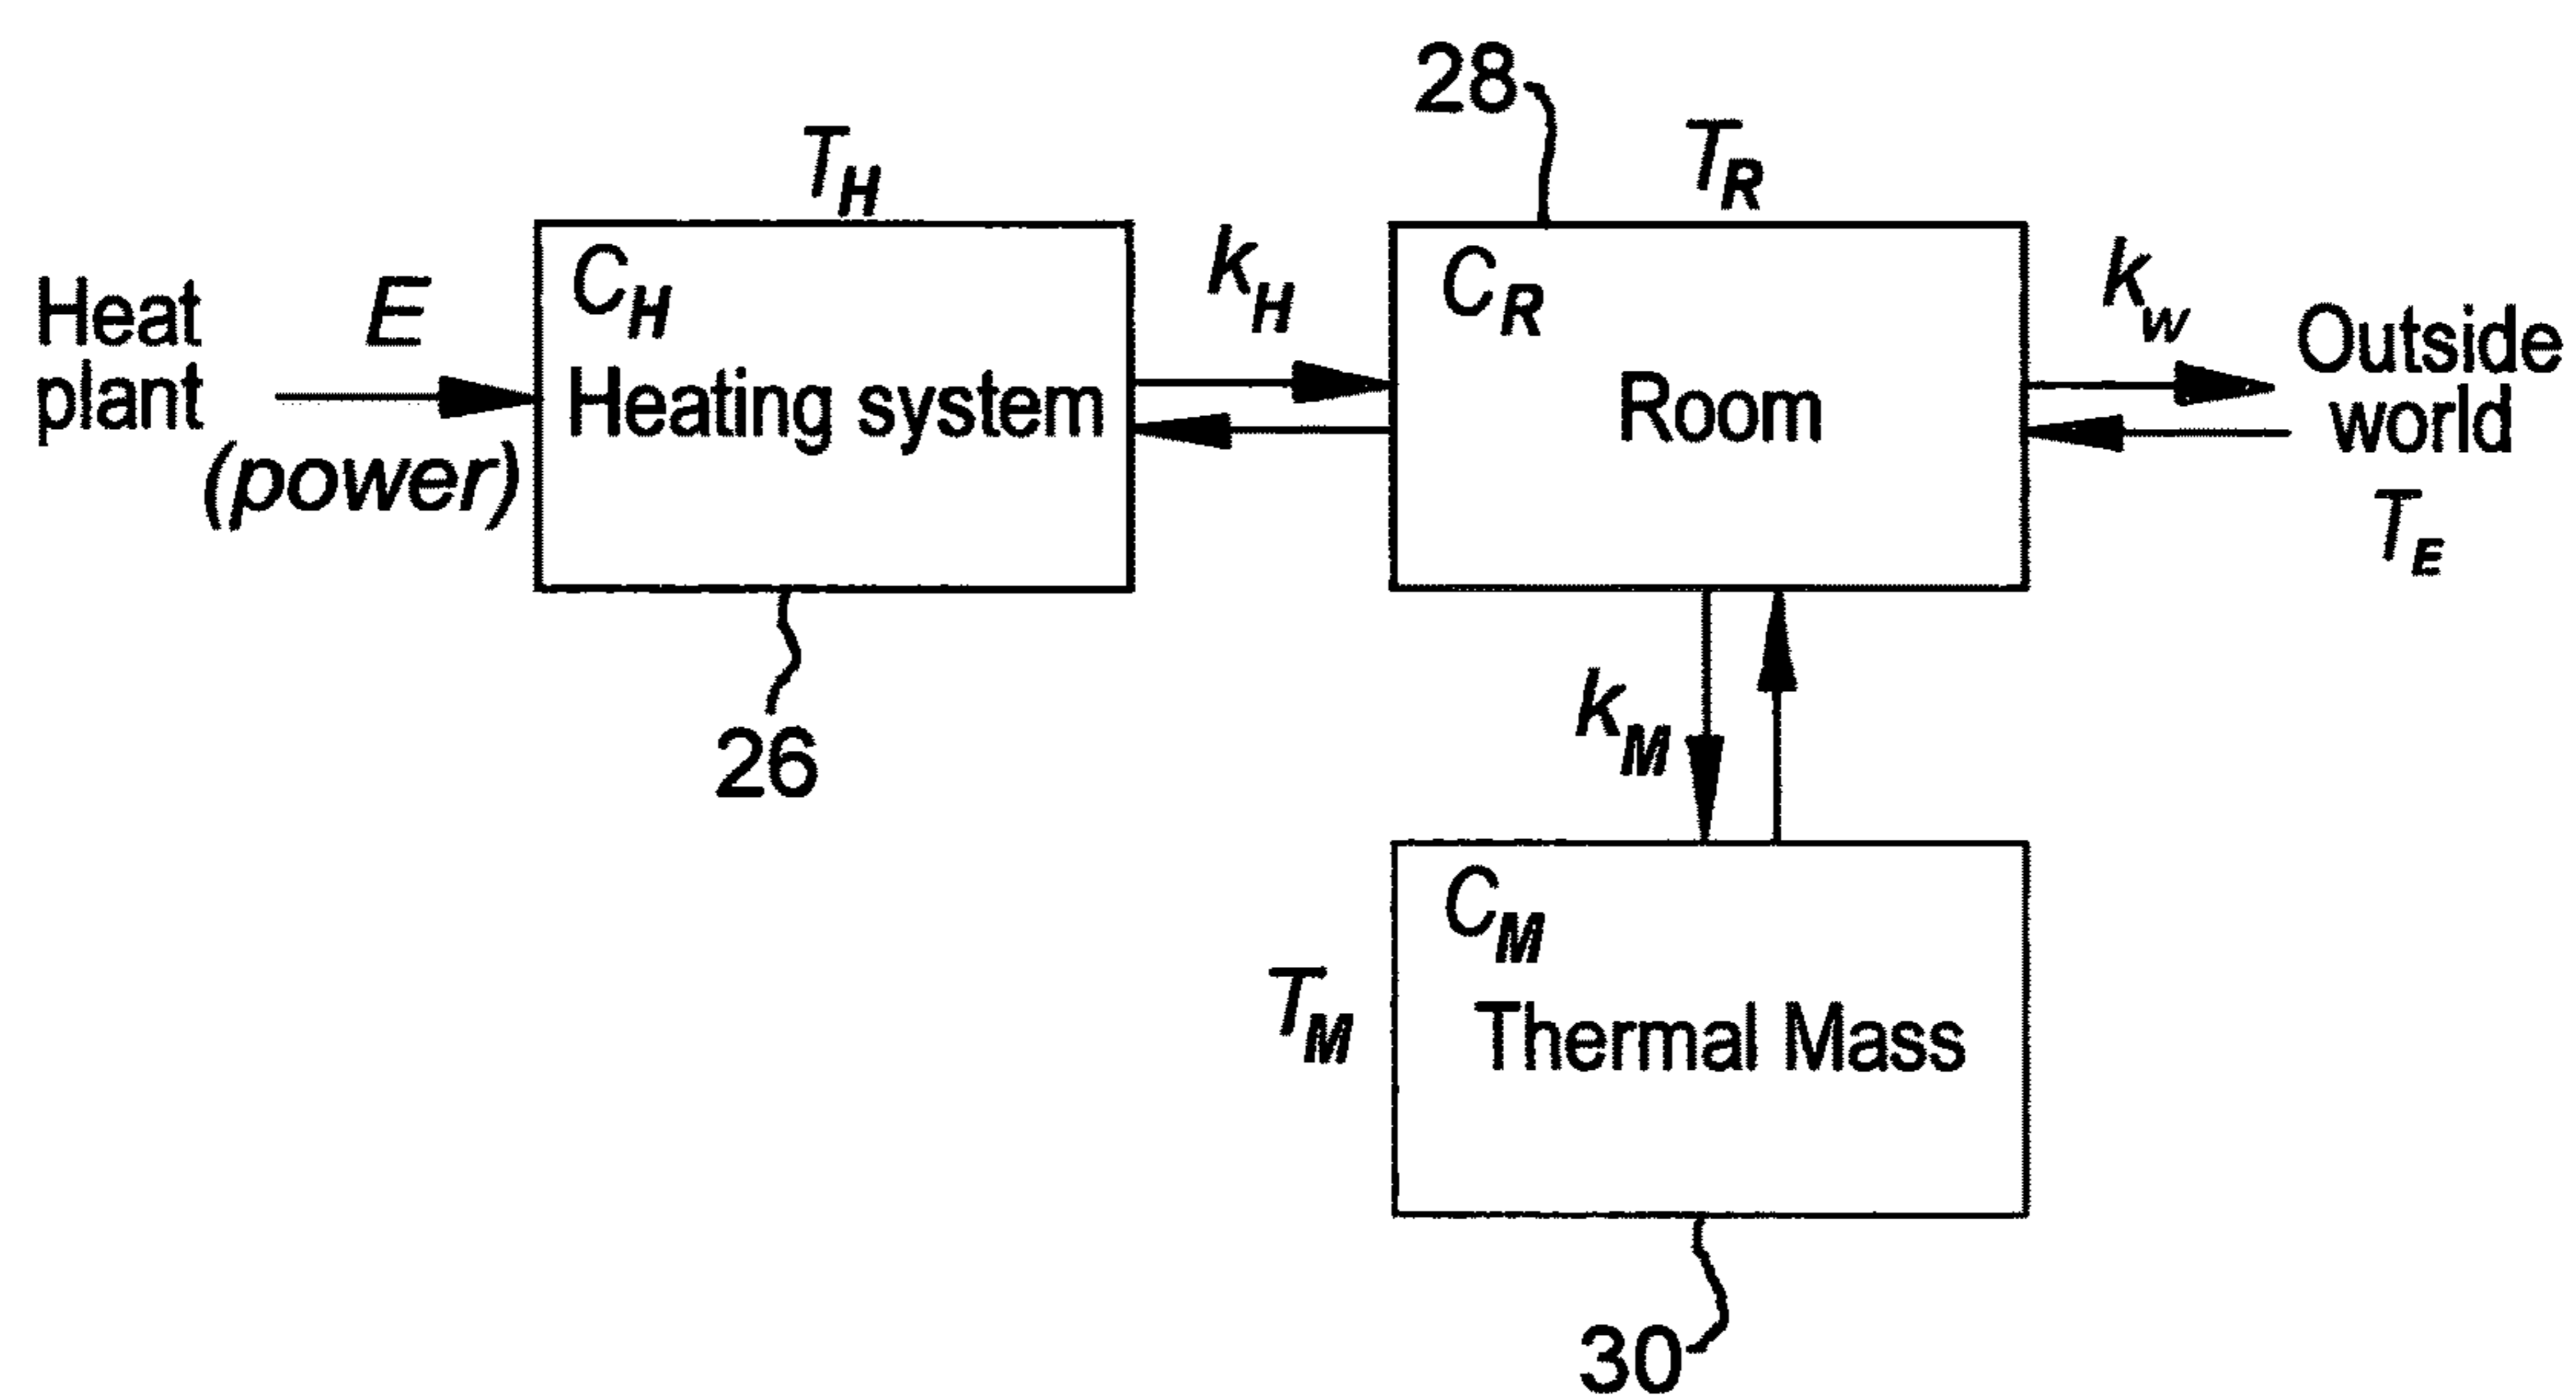 28
T_H
T_R
Heat
plant
E
(power)
C_H
Heating system
k_H
C_R
Room
k_w
Outside
world
T_E
26
k_M
C_M
T_M
Thermal Mass
30